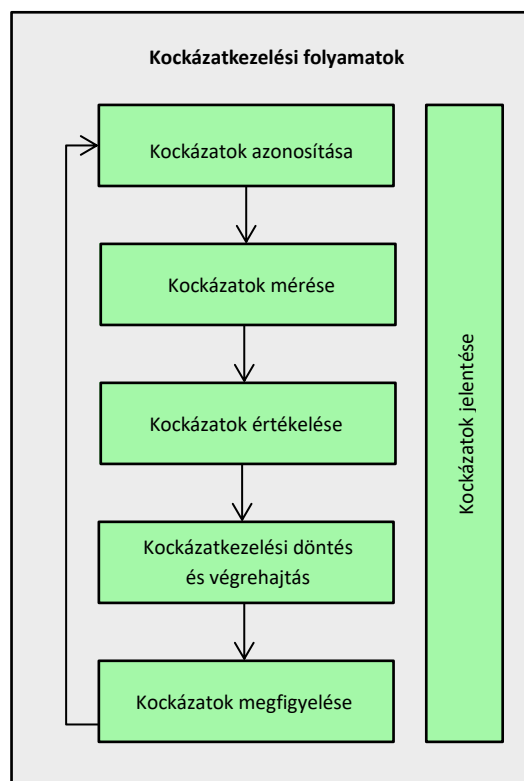 Kockázatkezelési folyamatok
Kockázatok azonosítása
Kockázatok mérése
Kockázatok értékelése
Kockázatkezelési döntés
és végrehajtás
Kockázatok megfigyelése
Kockázatok jelentése